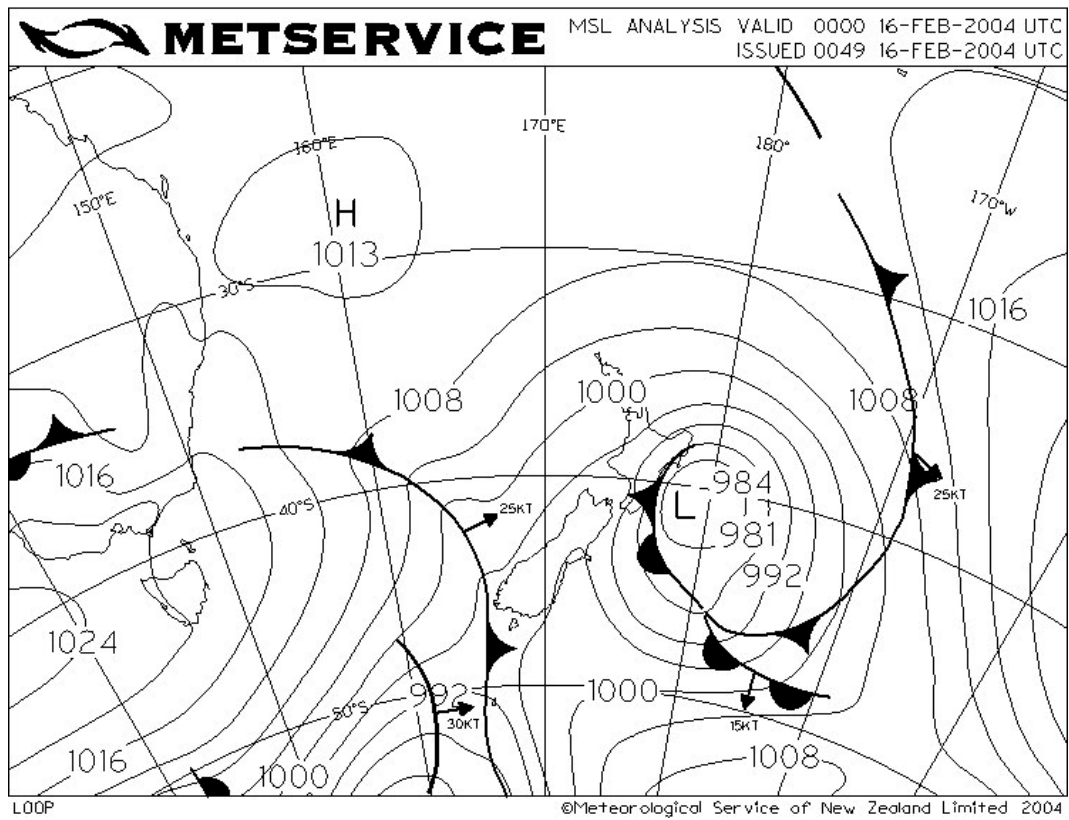 METSERVICE
MSL ANALYSIS VALID 0000 16-FEB-2004 UTC
ISSUED 0049 16-FEB-2004 UTC
170°E
160°E
180°
150°E
170°W
H
1013
30°S
1016
1008
1000
1008
1016
984
L
H
981
25KT
25KT
40°S
992
1024
992
1000
50°S
30KT
15KT
1016
1000
1008
LOOP
©Meteorological Service of New Zealand Limited 2004